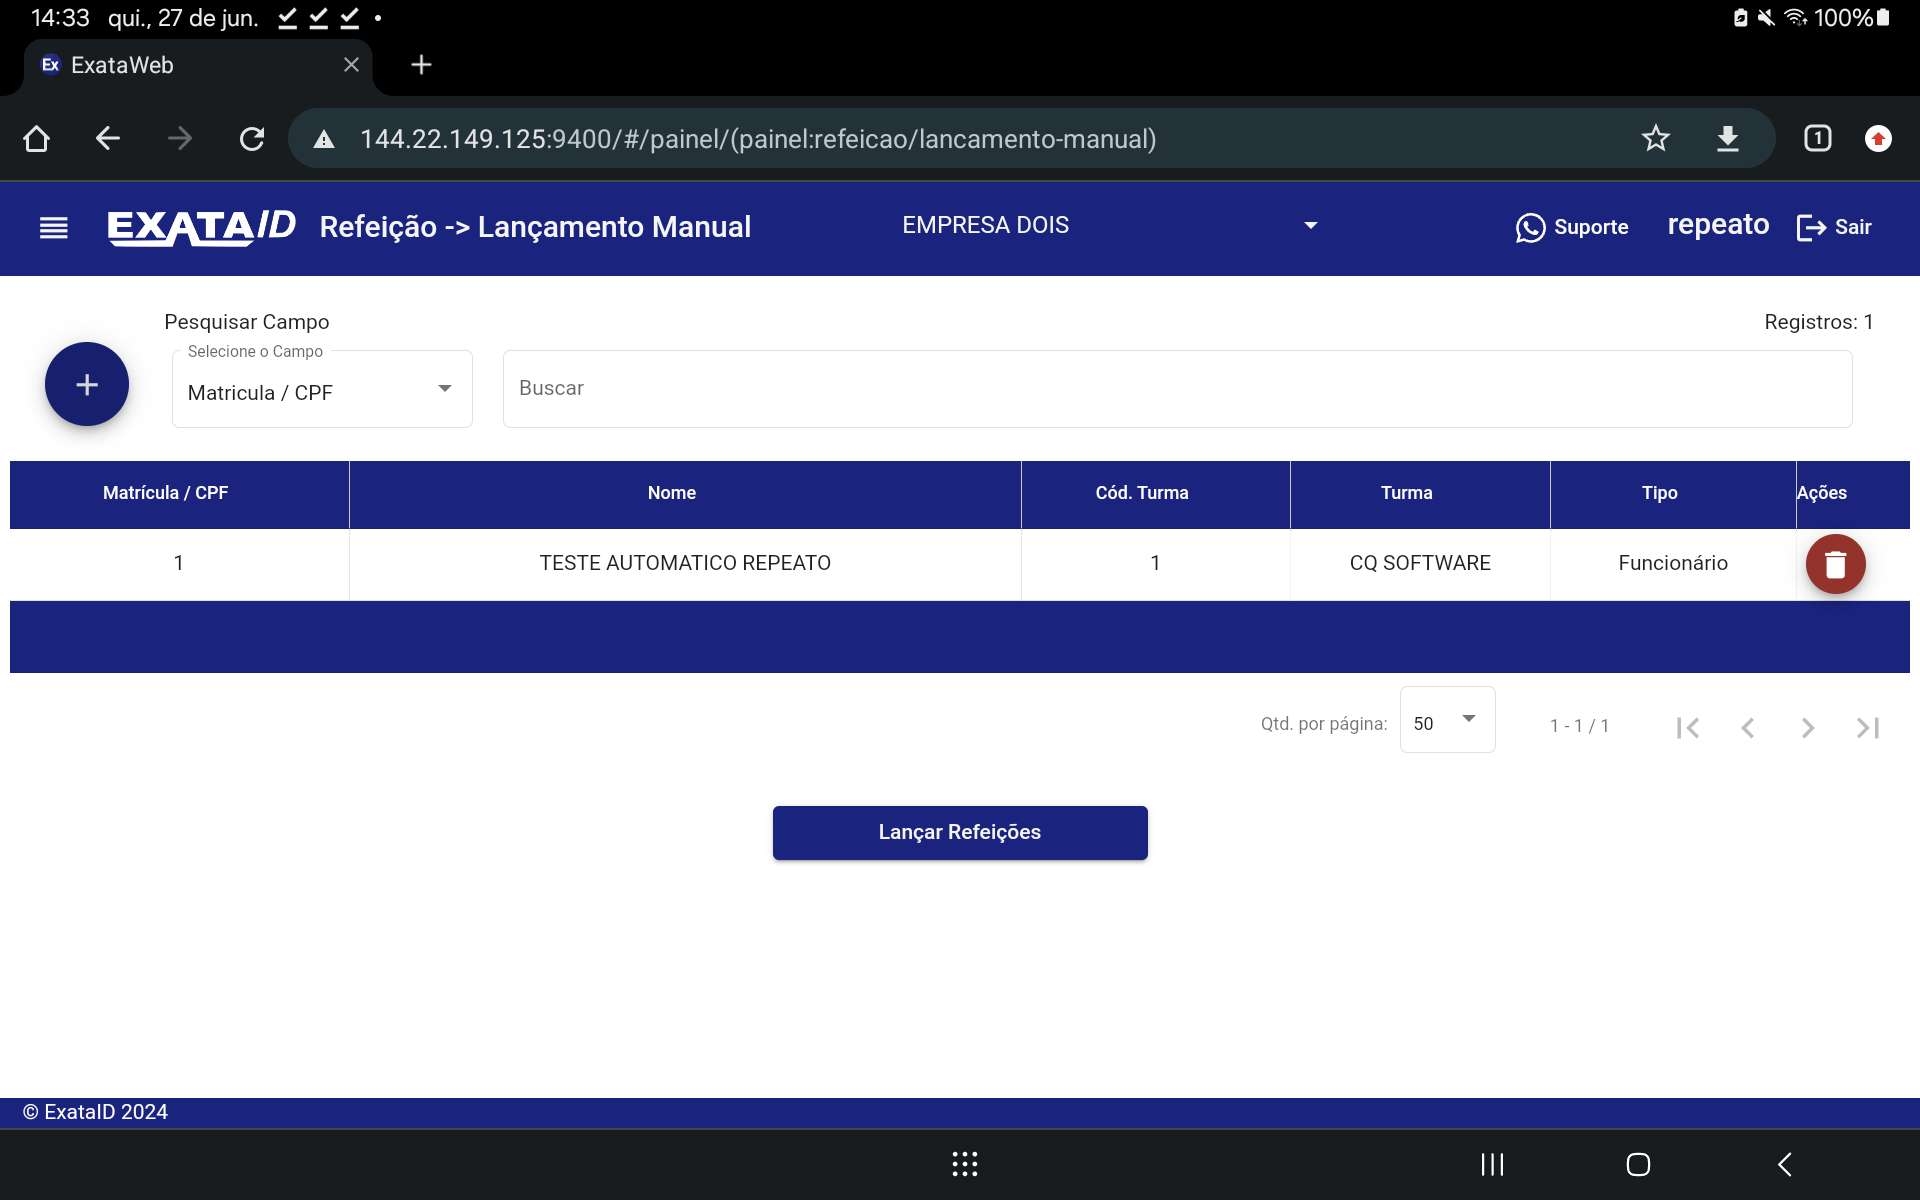 14:33 qui., 27 de jun. 100%
Ex ExataWeb
144.22.149.125:9400/#/painel/(painel:refeicao/lancamento-manual) 1
EXATAID Refeição -> Lançamento Manual EMPRESA DOIS Suporte repeato Sair
Pesquisar Campo Registros: 1
Selecione o Campo
Matricula / CPF Buscar
Matrícula / CPF Nome Cód. Turma Turma Tipo Ações
1 TESTE AUTOMATICO REPEATO 1 CQ SOFTWARE Funcionário
Qtd. por página: 50 1 - 1 / 1
Lançar Refeições
© ExataID 2024